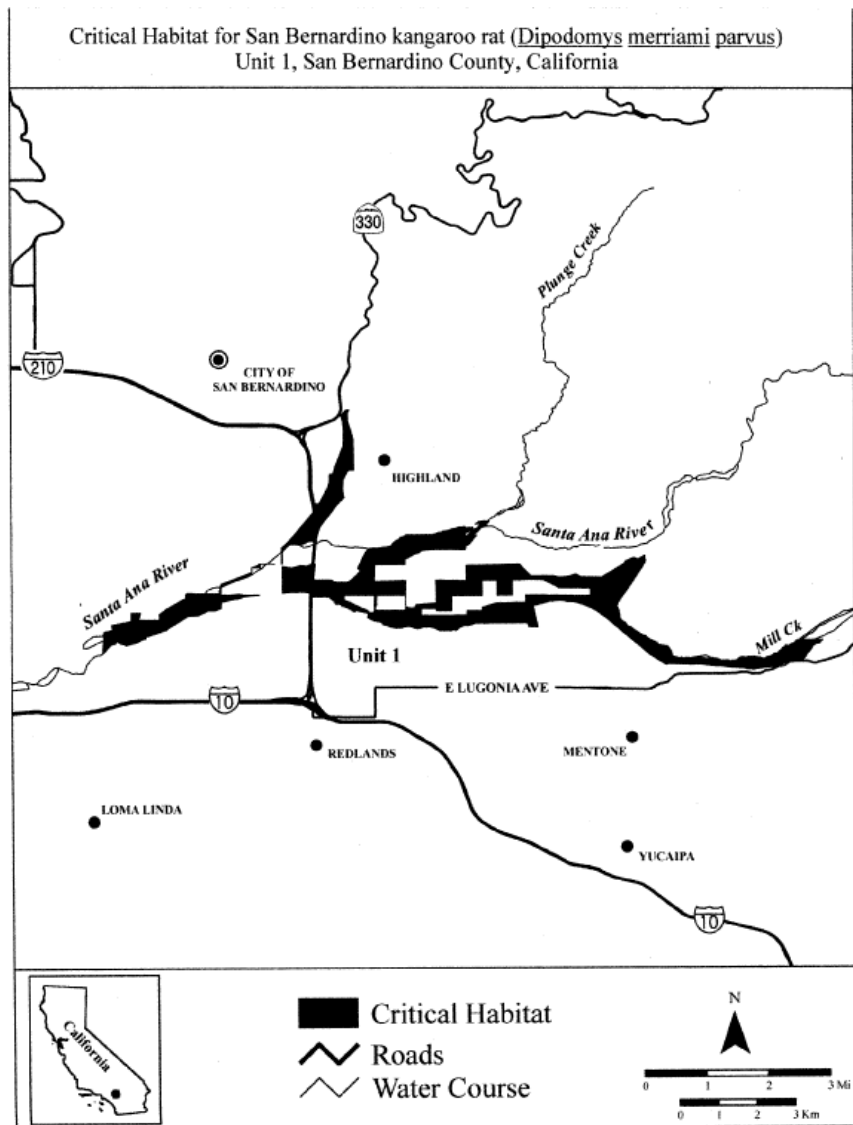 Critical Habitat for San Bernardino kangaroo rat (Dipodomys merriami parvus)
Unit 1, San Bernardino County, California
330
Plunge Creek
210
CITY OF
SAN BERNARDINO
HIGHLAND
Santa Ana River
Santa Ana River
Mill Ck
Unit 1
E LUGONIA AVE
10
REDLANDS
MENTONE
LOMA LINDA
YUCAIPA
10
California
Critical Habitat
Roads
Water Course
N
0 1 2 3 Mi
0 1 2 3 Km